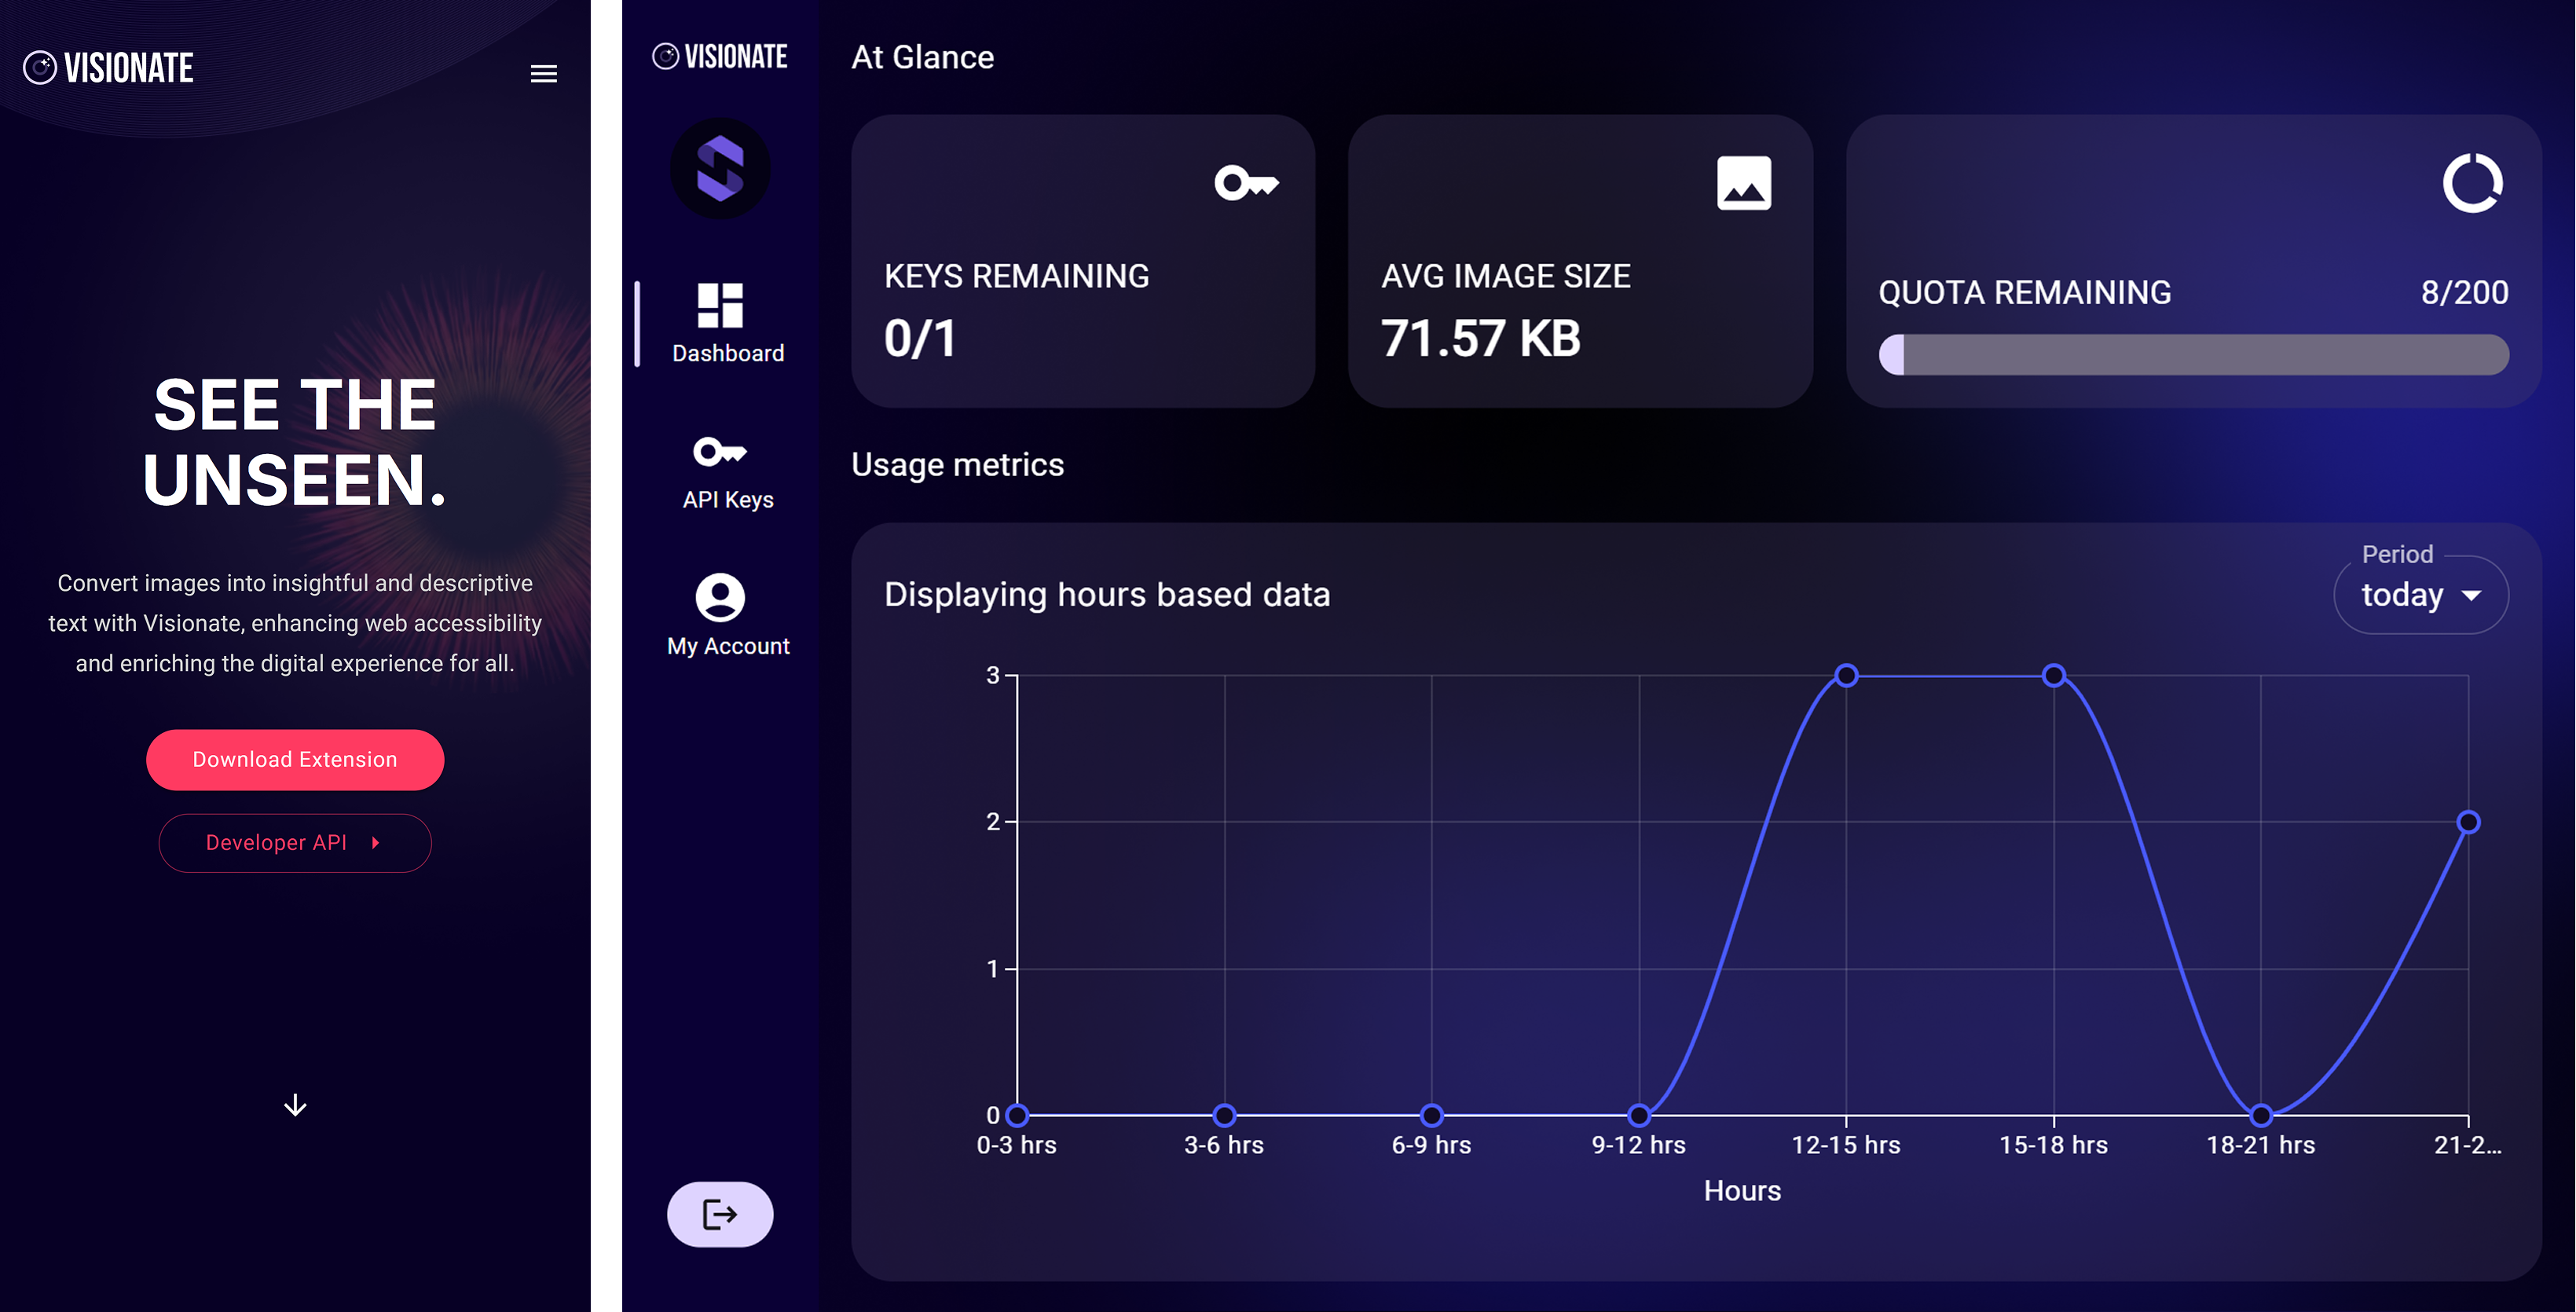 VISIONATE
SEE THE
UNSEEN.
Convert images into insightful and descriptive
text with Visionate, enhancing web accessibility
and enriching the digital experience for all.
Download Extension
Developer API
VISIONATE
Dashboard
API Keys
My Account
At Glance
KEYS REMAINING
0/1
AVG IMAGE SIZE
71.57 KB
QUOTA REMAINING 8/200
Usage metrics
Displaying hours based data
Period
today
3
2
1
0
0-3 hrs 3-6 hrs 6-9 hrs 9-12 hrs 12-15 hrs 15-18 hrs 18-21 hrs 21-2...
Hours